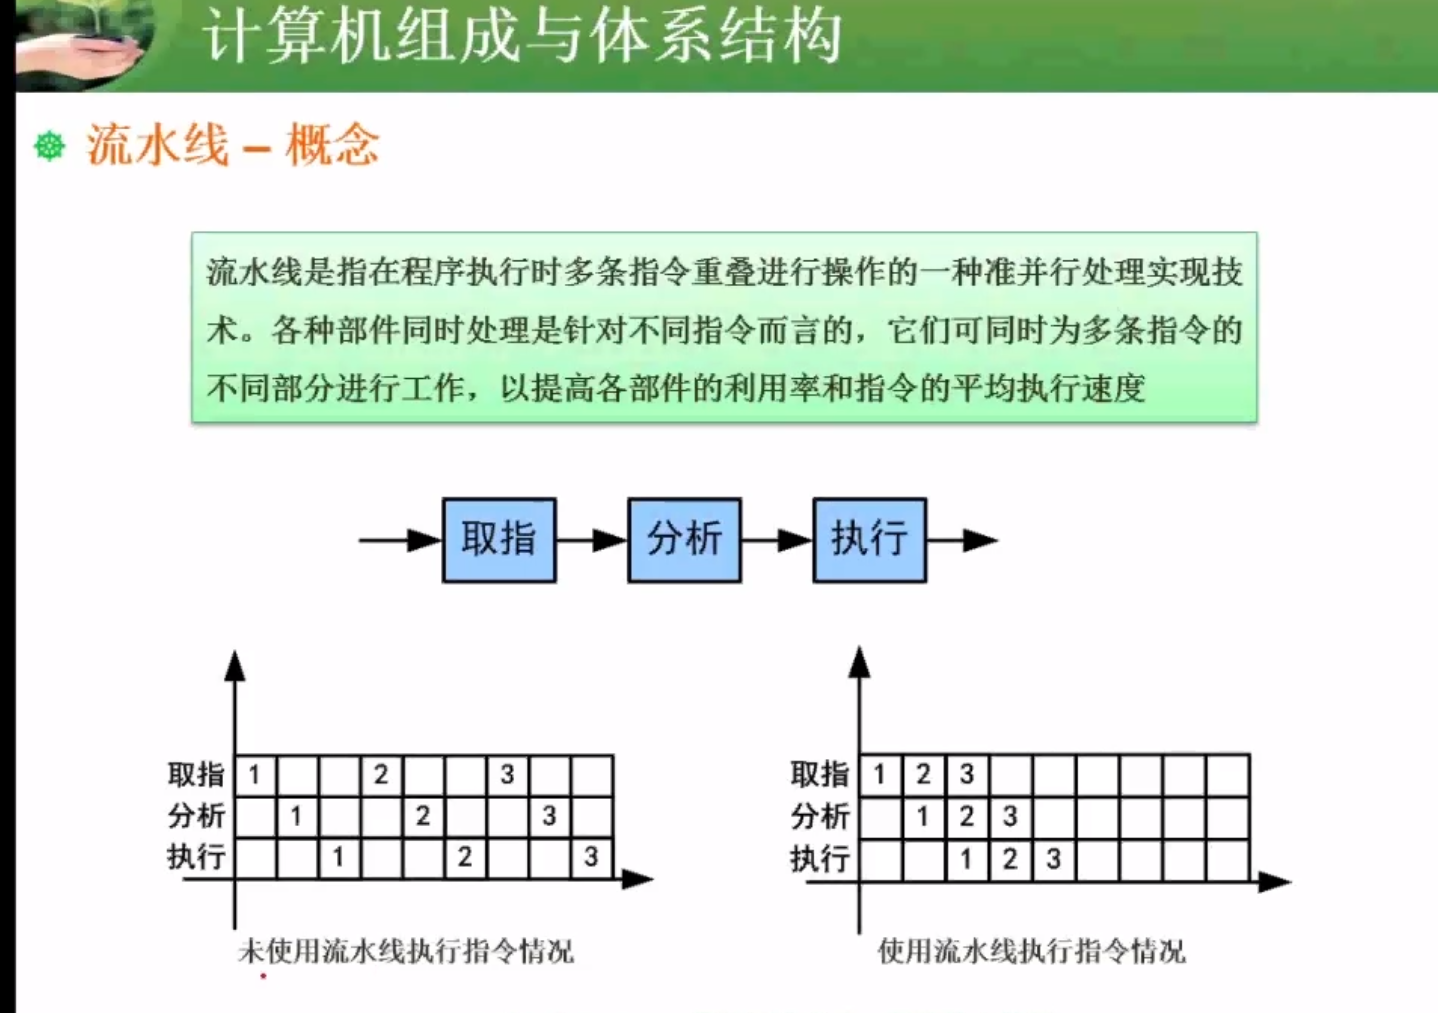 计算机组成与体系结构
流水线 – 概念
流水线是指在程序执行时多条指令重叠进行操作的一种准并行处理实现技
术。各种部件同时处理是针对不同指令而言的，它们可同时为多条指令的
不同部分进行工作，以提高各部件的利用率和指令的平均执行速度
取指 分析 执行
取指 1 2 3
分析 1 2 3
执行 1 2 3
未使用流水线执行指令情况
取指 1 2 3
分析 1 2 3
执行 1 2 3
使用流水线执行指令情况